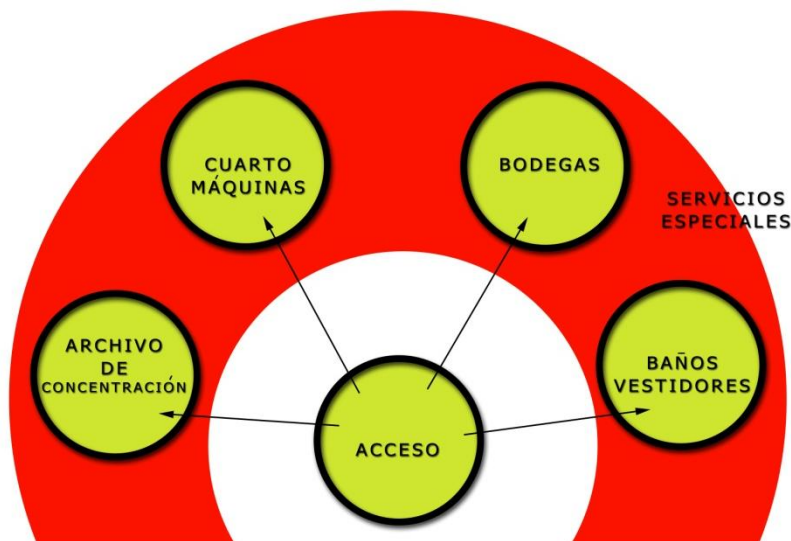 CUARTO
MÁQUINAS
BODEGAS
SERVICIOS
ESPECIALES
ARCHIVO
DE
CONCENTRACIÓN
BAÑOS
VESTIDORES
ACCESO